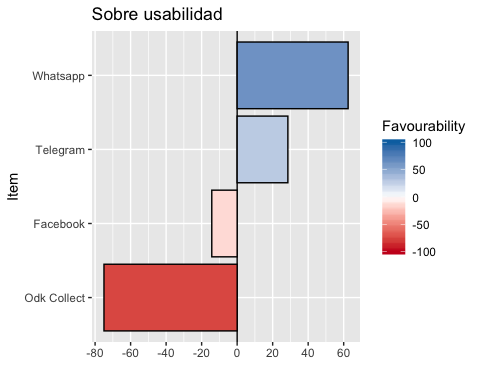 Sobre usabilidad
Item
Whatsapp
Telegram
Facebook
Odk Collect
-80 -60 -40 -20 0 20 40 60
Favourability
100
50
0
-50
-100